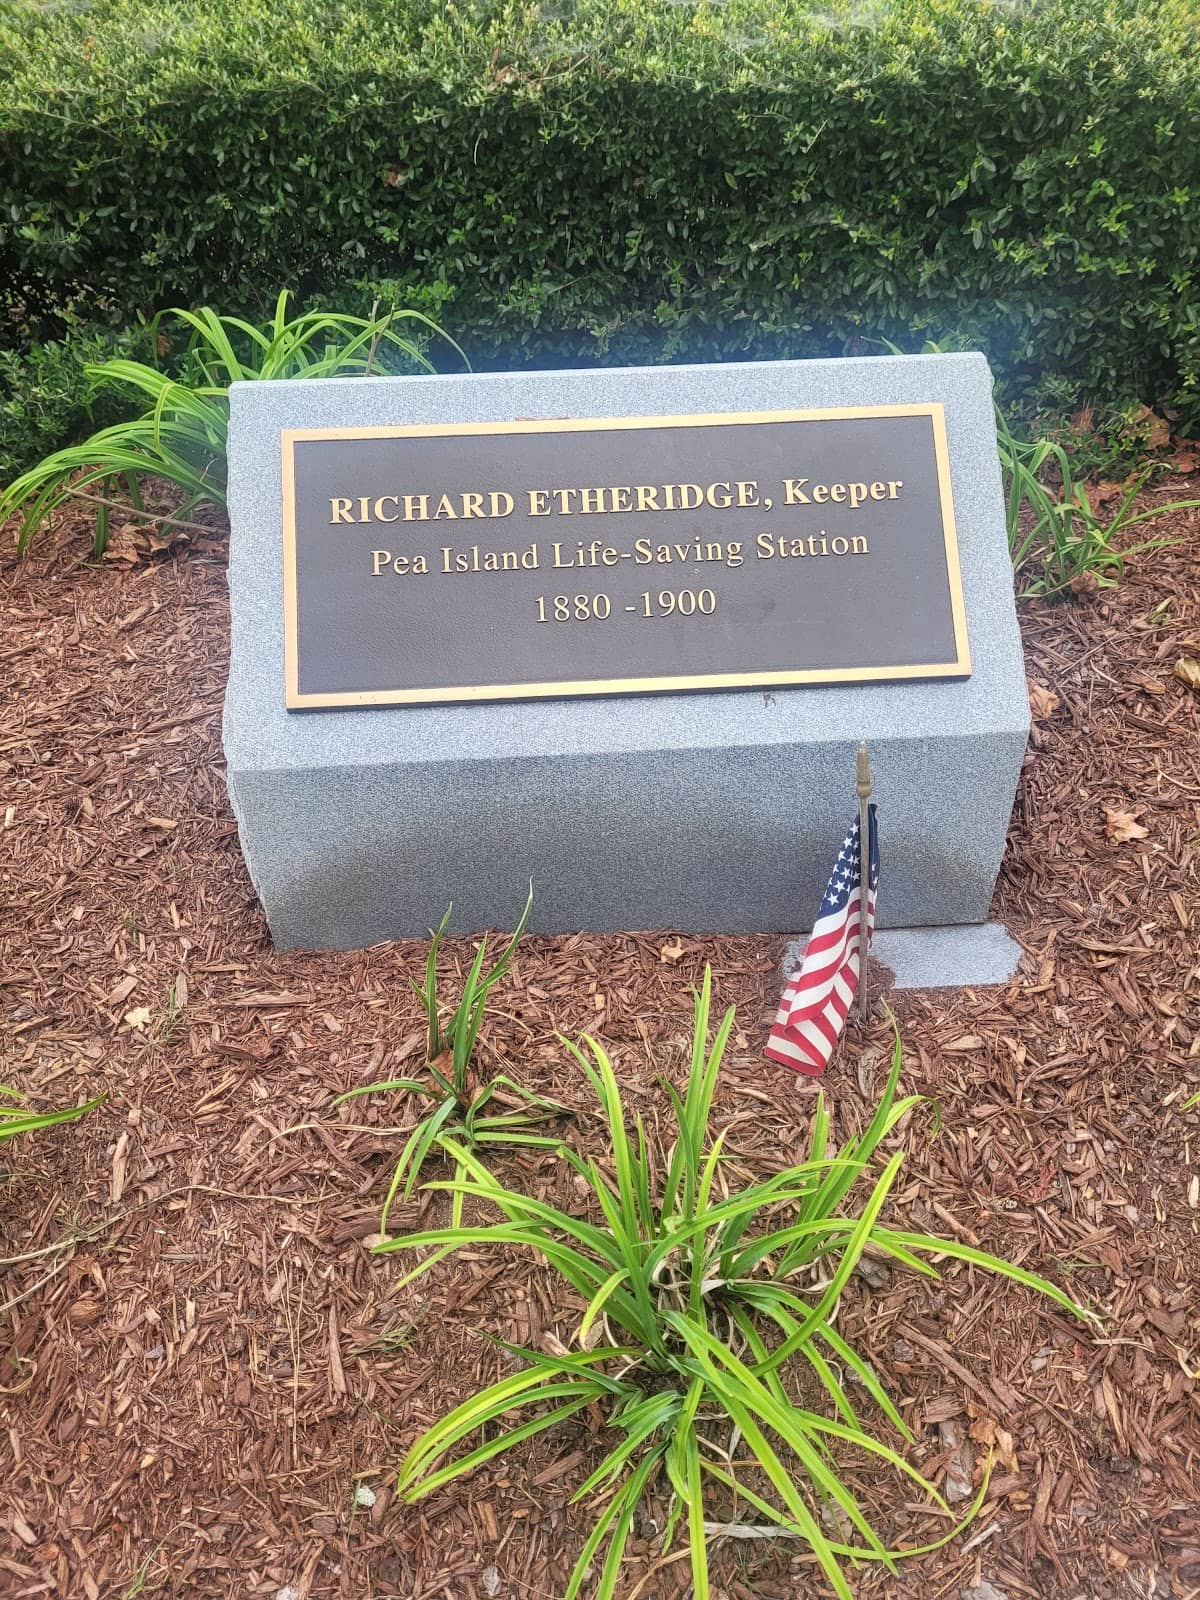 RICHARD ETHERIDGE, Keeper
Pea Island Life-Saving Station
1880 -1900